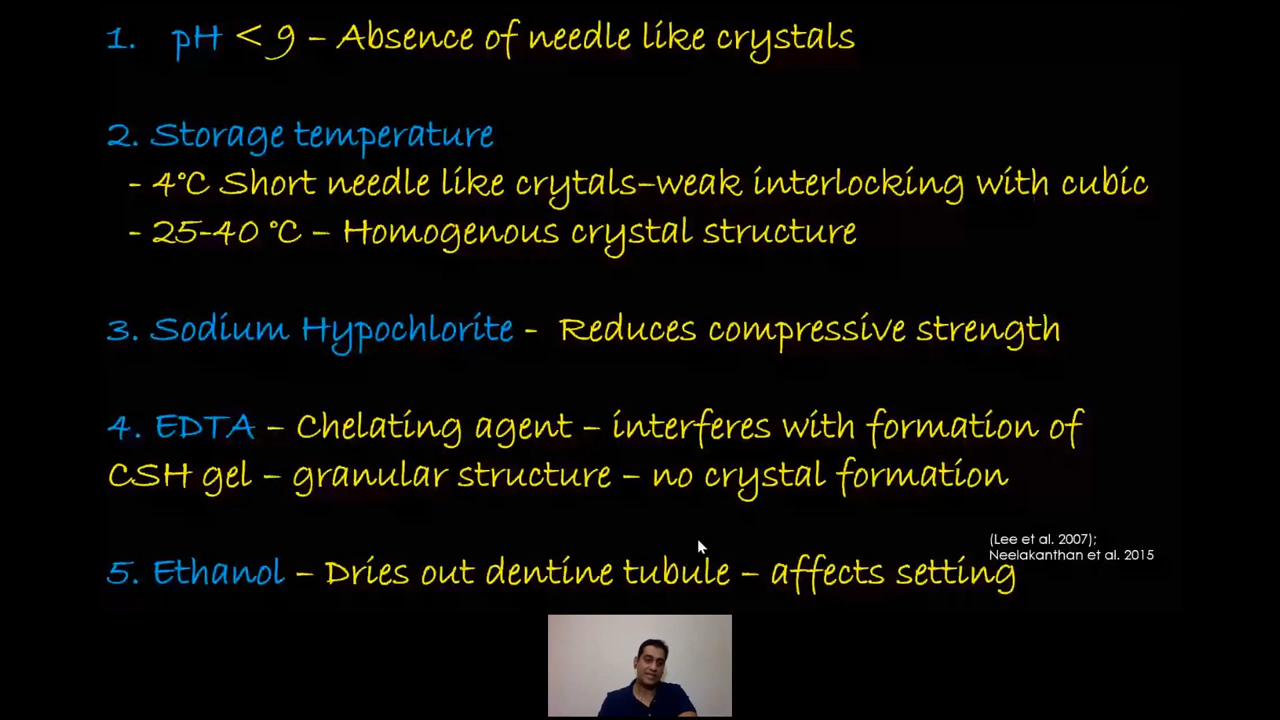 1. pH < 9 – Absence of needle like crystals
2. Storage temperature
- 4°C Short needle like crytals–weak interlocking with cubic
- 25-40 °C – Homogenous crystal structure
3. Sodium Hypochlorite - Reduces compressive strength
4. EDTA – Chelating agent – interferes with formation of
CSH gel – granular structure – no crystal formation
(Lee et al. 2007);
Neelakanthan et al. 2015
5. Ethanol – Dries out dentine tubule – affects setting